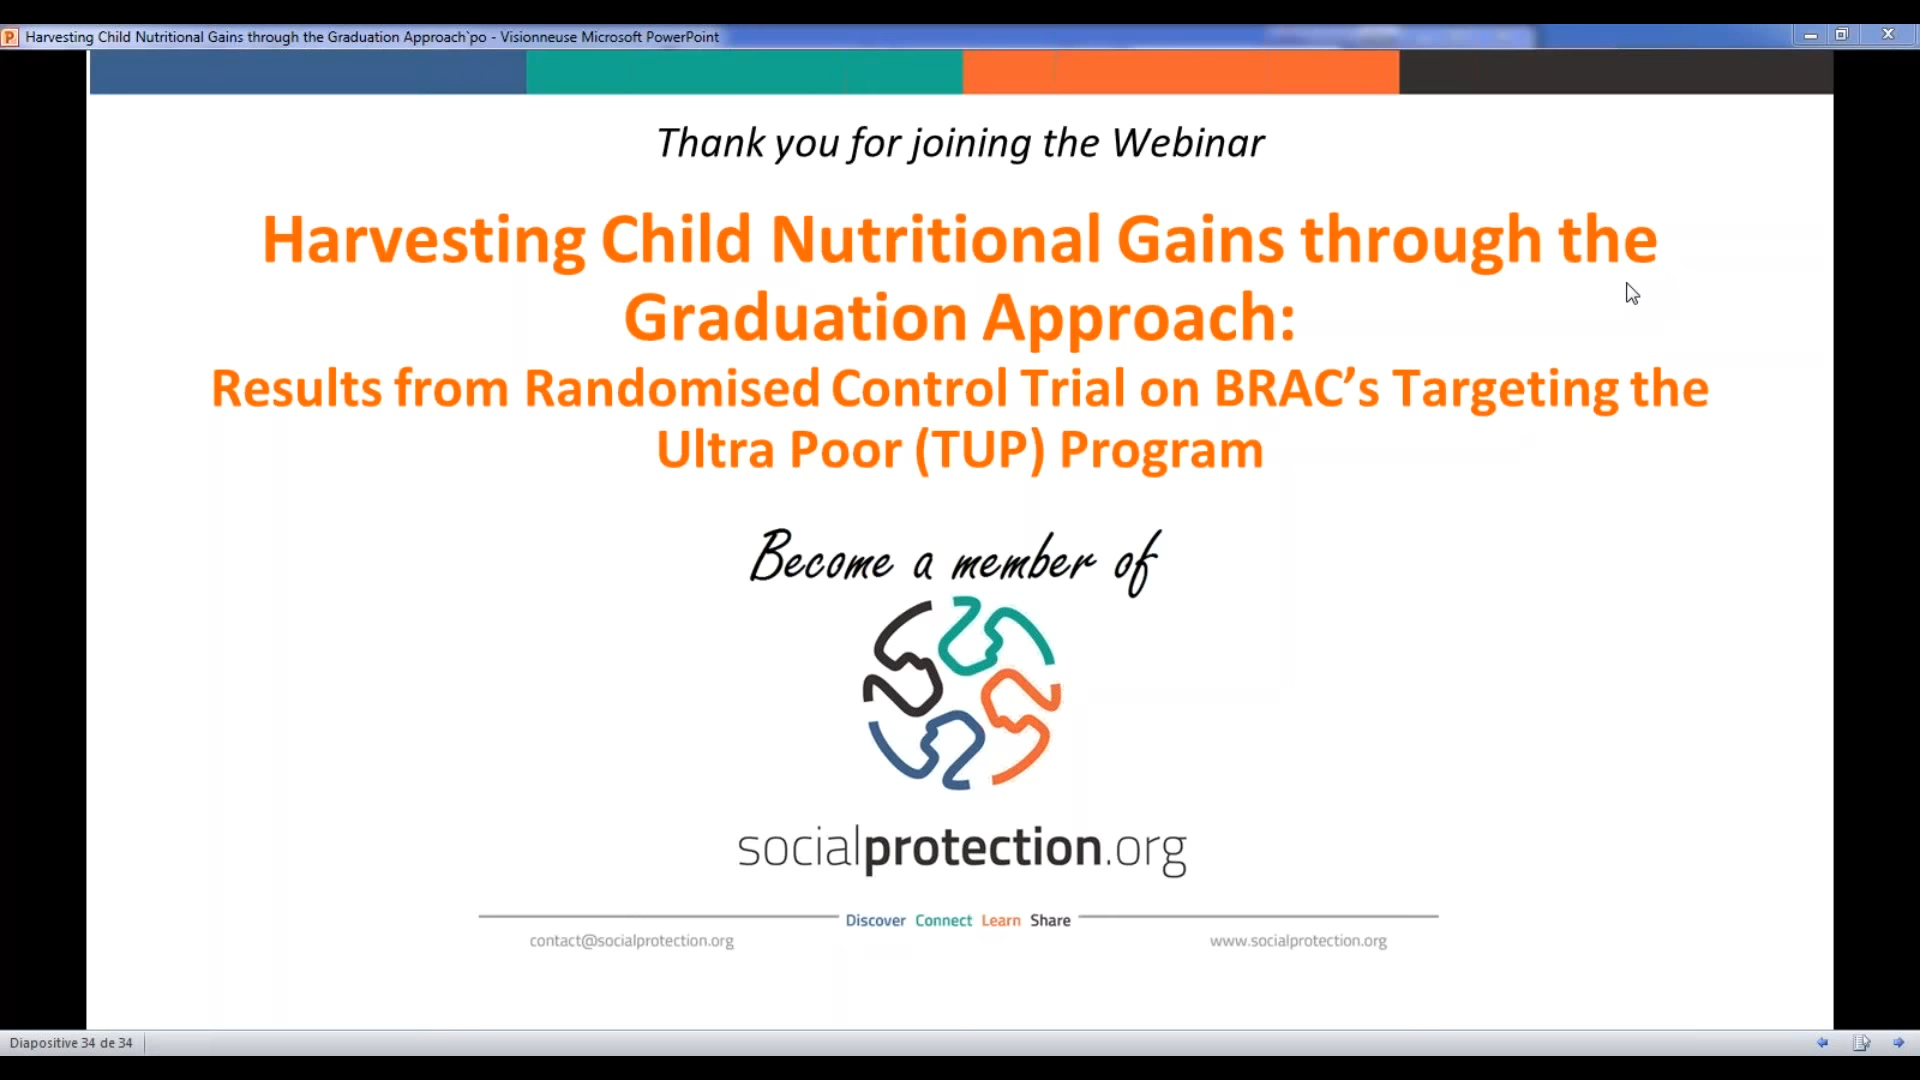 Harvesting Child Nutritional Gains through the Graduation Approach`po - Visionneuse Microsoft PowerPoint
Thank you for joining the Webinar
Harvesting Child Nutritional Gains through the
Graduation Approach:
Results from Randomised Control Trial on BRAC’s Targeting the
Ultra Poor (TUP) Program
Become a member of
socialprotection.org
Discover Connect Learn Share
contact@socialprotection.org
www.socialprotection.org
Diapositive 34 de 34